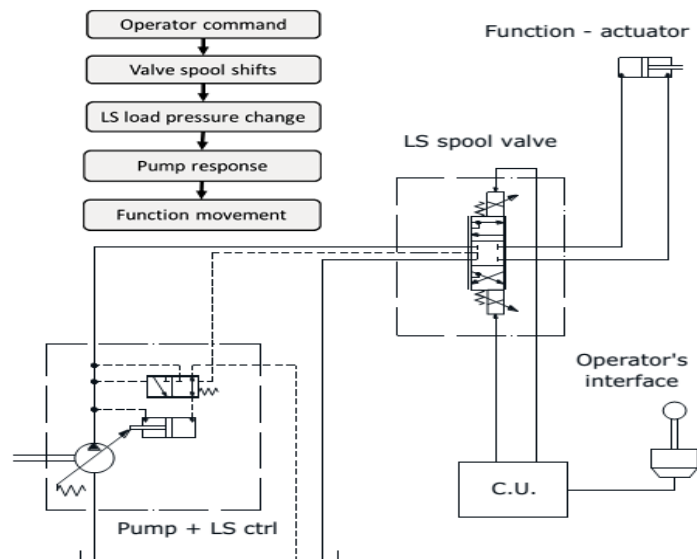 Operator command
Valve spool shifts
LS load pressure change
Pump response
Function movement
Function - actuator
LS spool valve
Operator's
interface
C.U.
Pump + LS ctrl